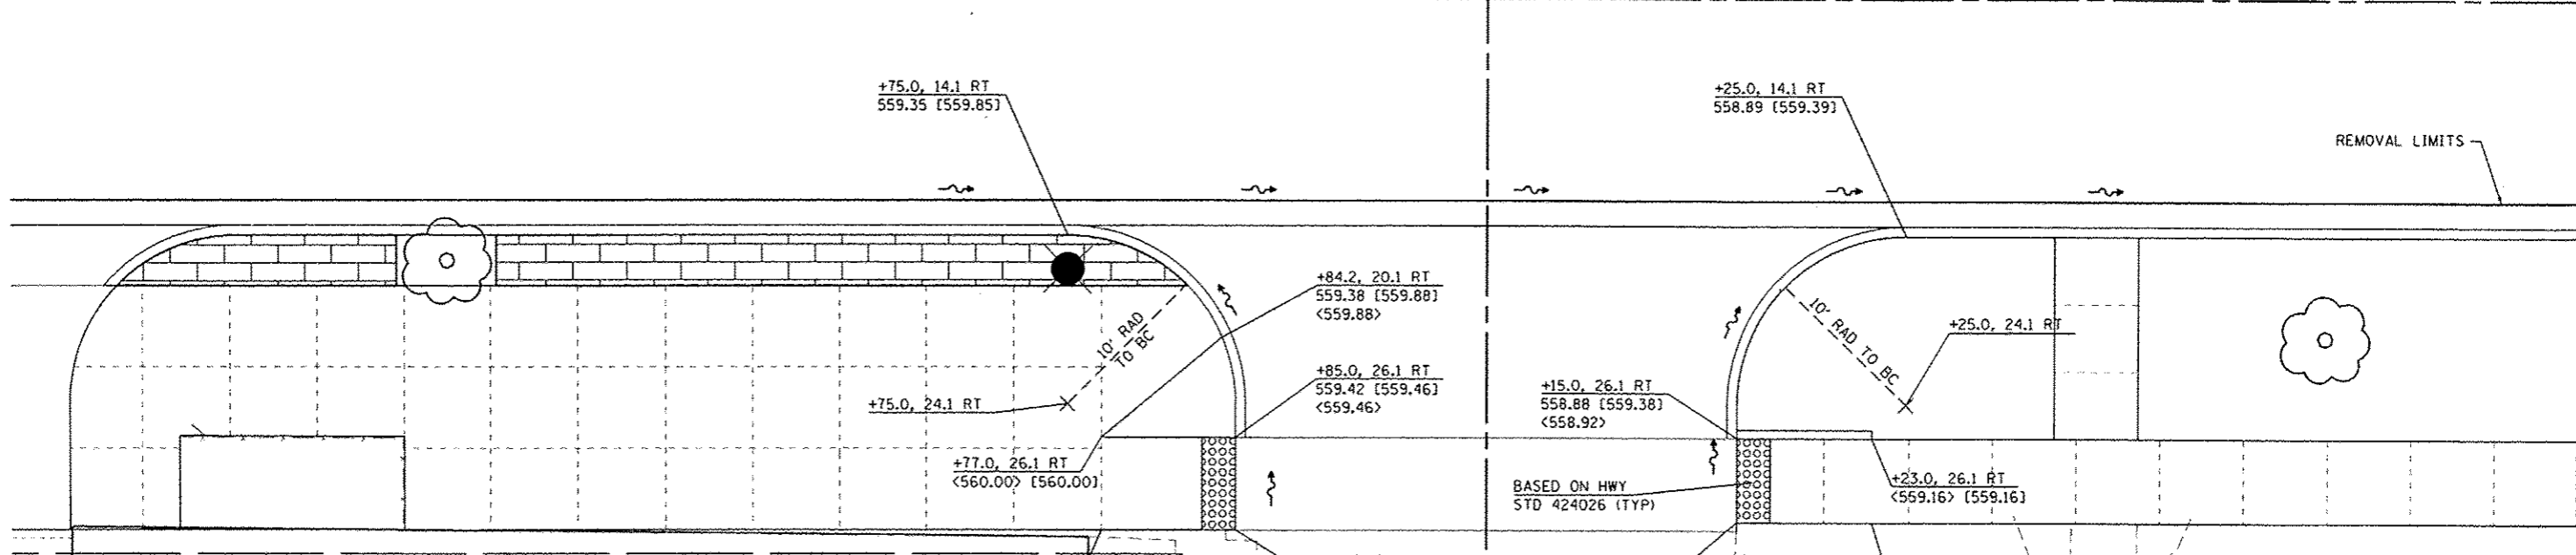 +75.0, 14.1 RT
559.35 [559.85]
+25.0, 14.1 RT
558.89 [559.39]
REMOVAL LIMITS
+84.2, 20.1 RT
559.38 [559.88]
<559.88>
10' RAD
TO BC
10' RAD TO BC
+25.0, 24.1 RT
+85.0, 26.1 RT
559.42 [559.46]
<559.46>
+75.0, 24.1 RT
+15.0, 26.1 RT
558.88 [559.38]
<558.92>
+77.0, 26.1 RT
<560.00> [560.00]
BASED ON HWY
STD 424026 (TYP)
+23.0, 26.1 RT
<559.16> [559.16]